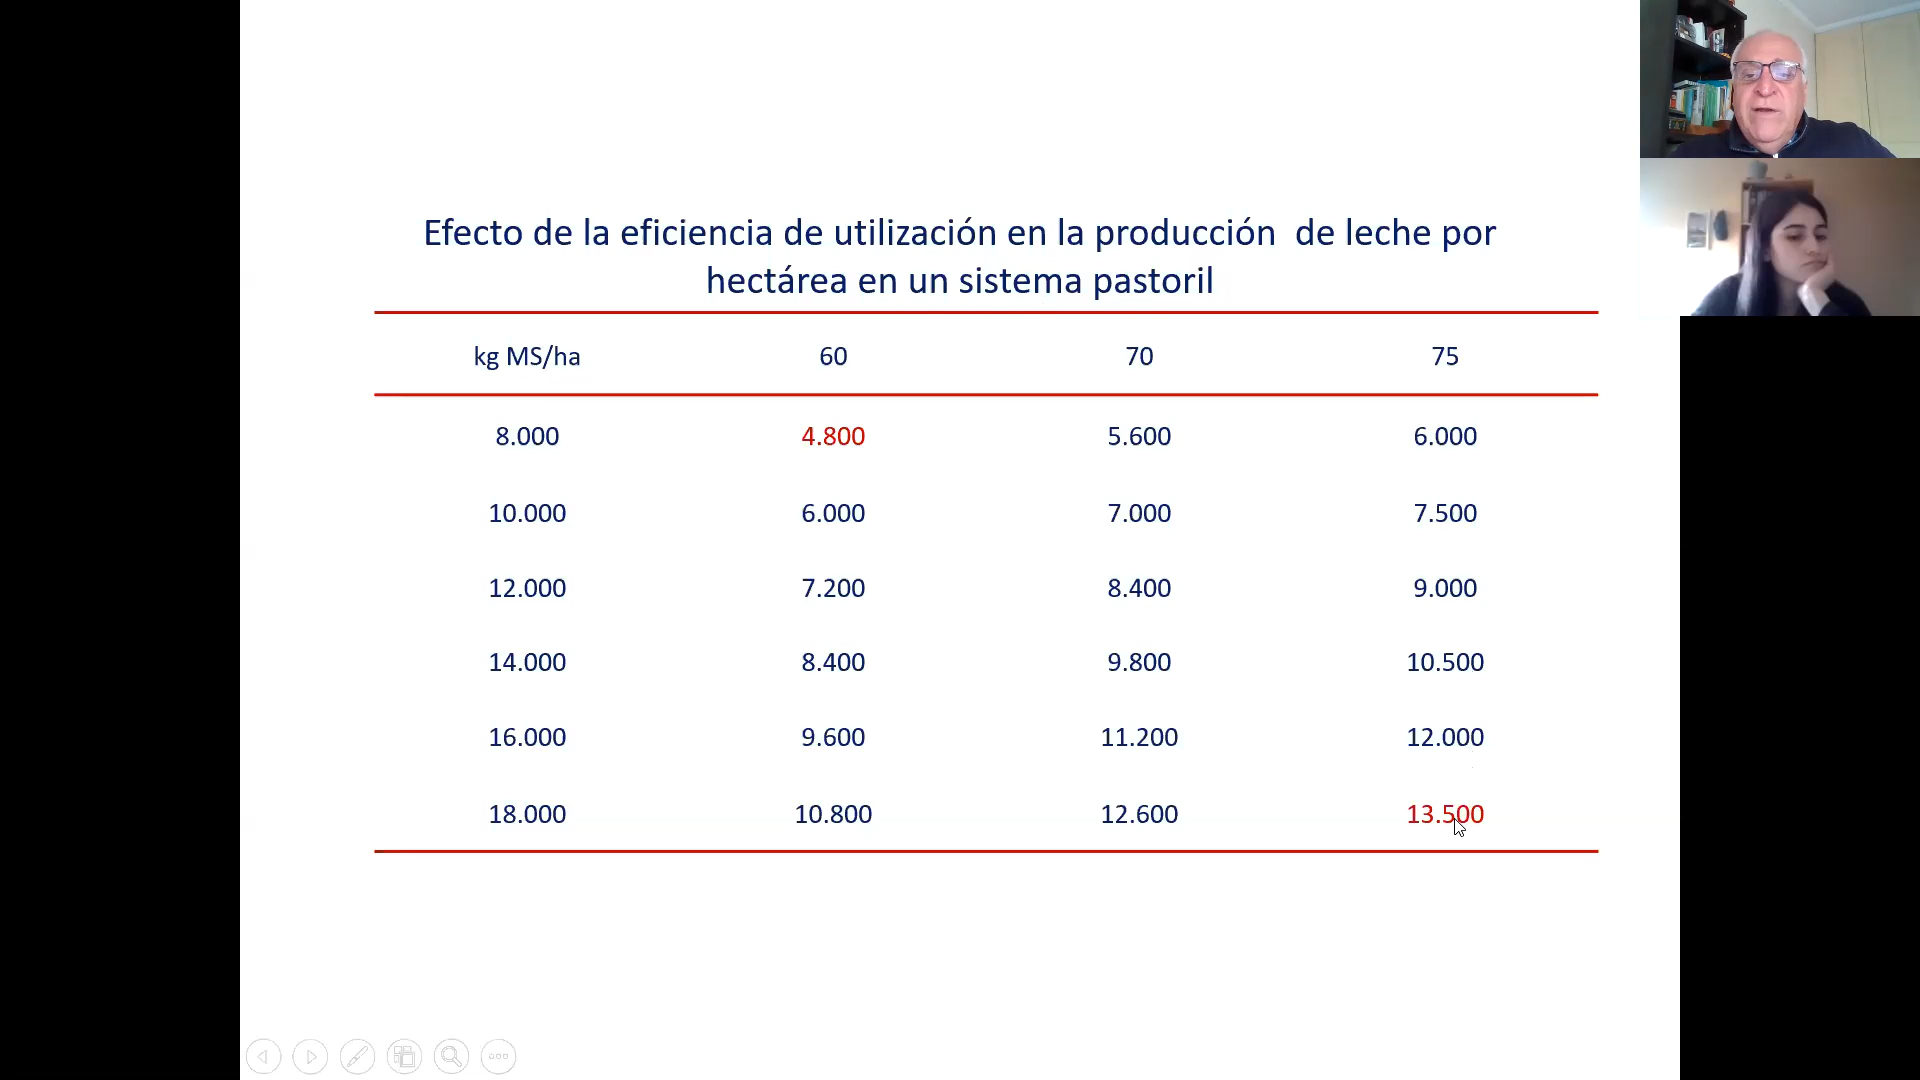 Efecto de la eficiencia de utilización en la producción de leche por
hectárea en un sistema pastoril
kg MS/ha 60 70 75
8.000 4.800 5.600 6.000
10.000 6.000 7.000 7.500
12.000 7.200 8.400 9.000
14.000 8.400 9.800 10.500
16.000 9.600 11.200 12.000
18.000 10.800 12.600 13.500